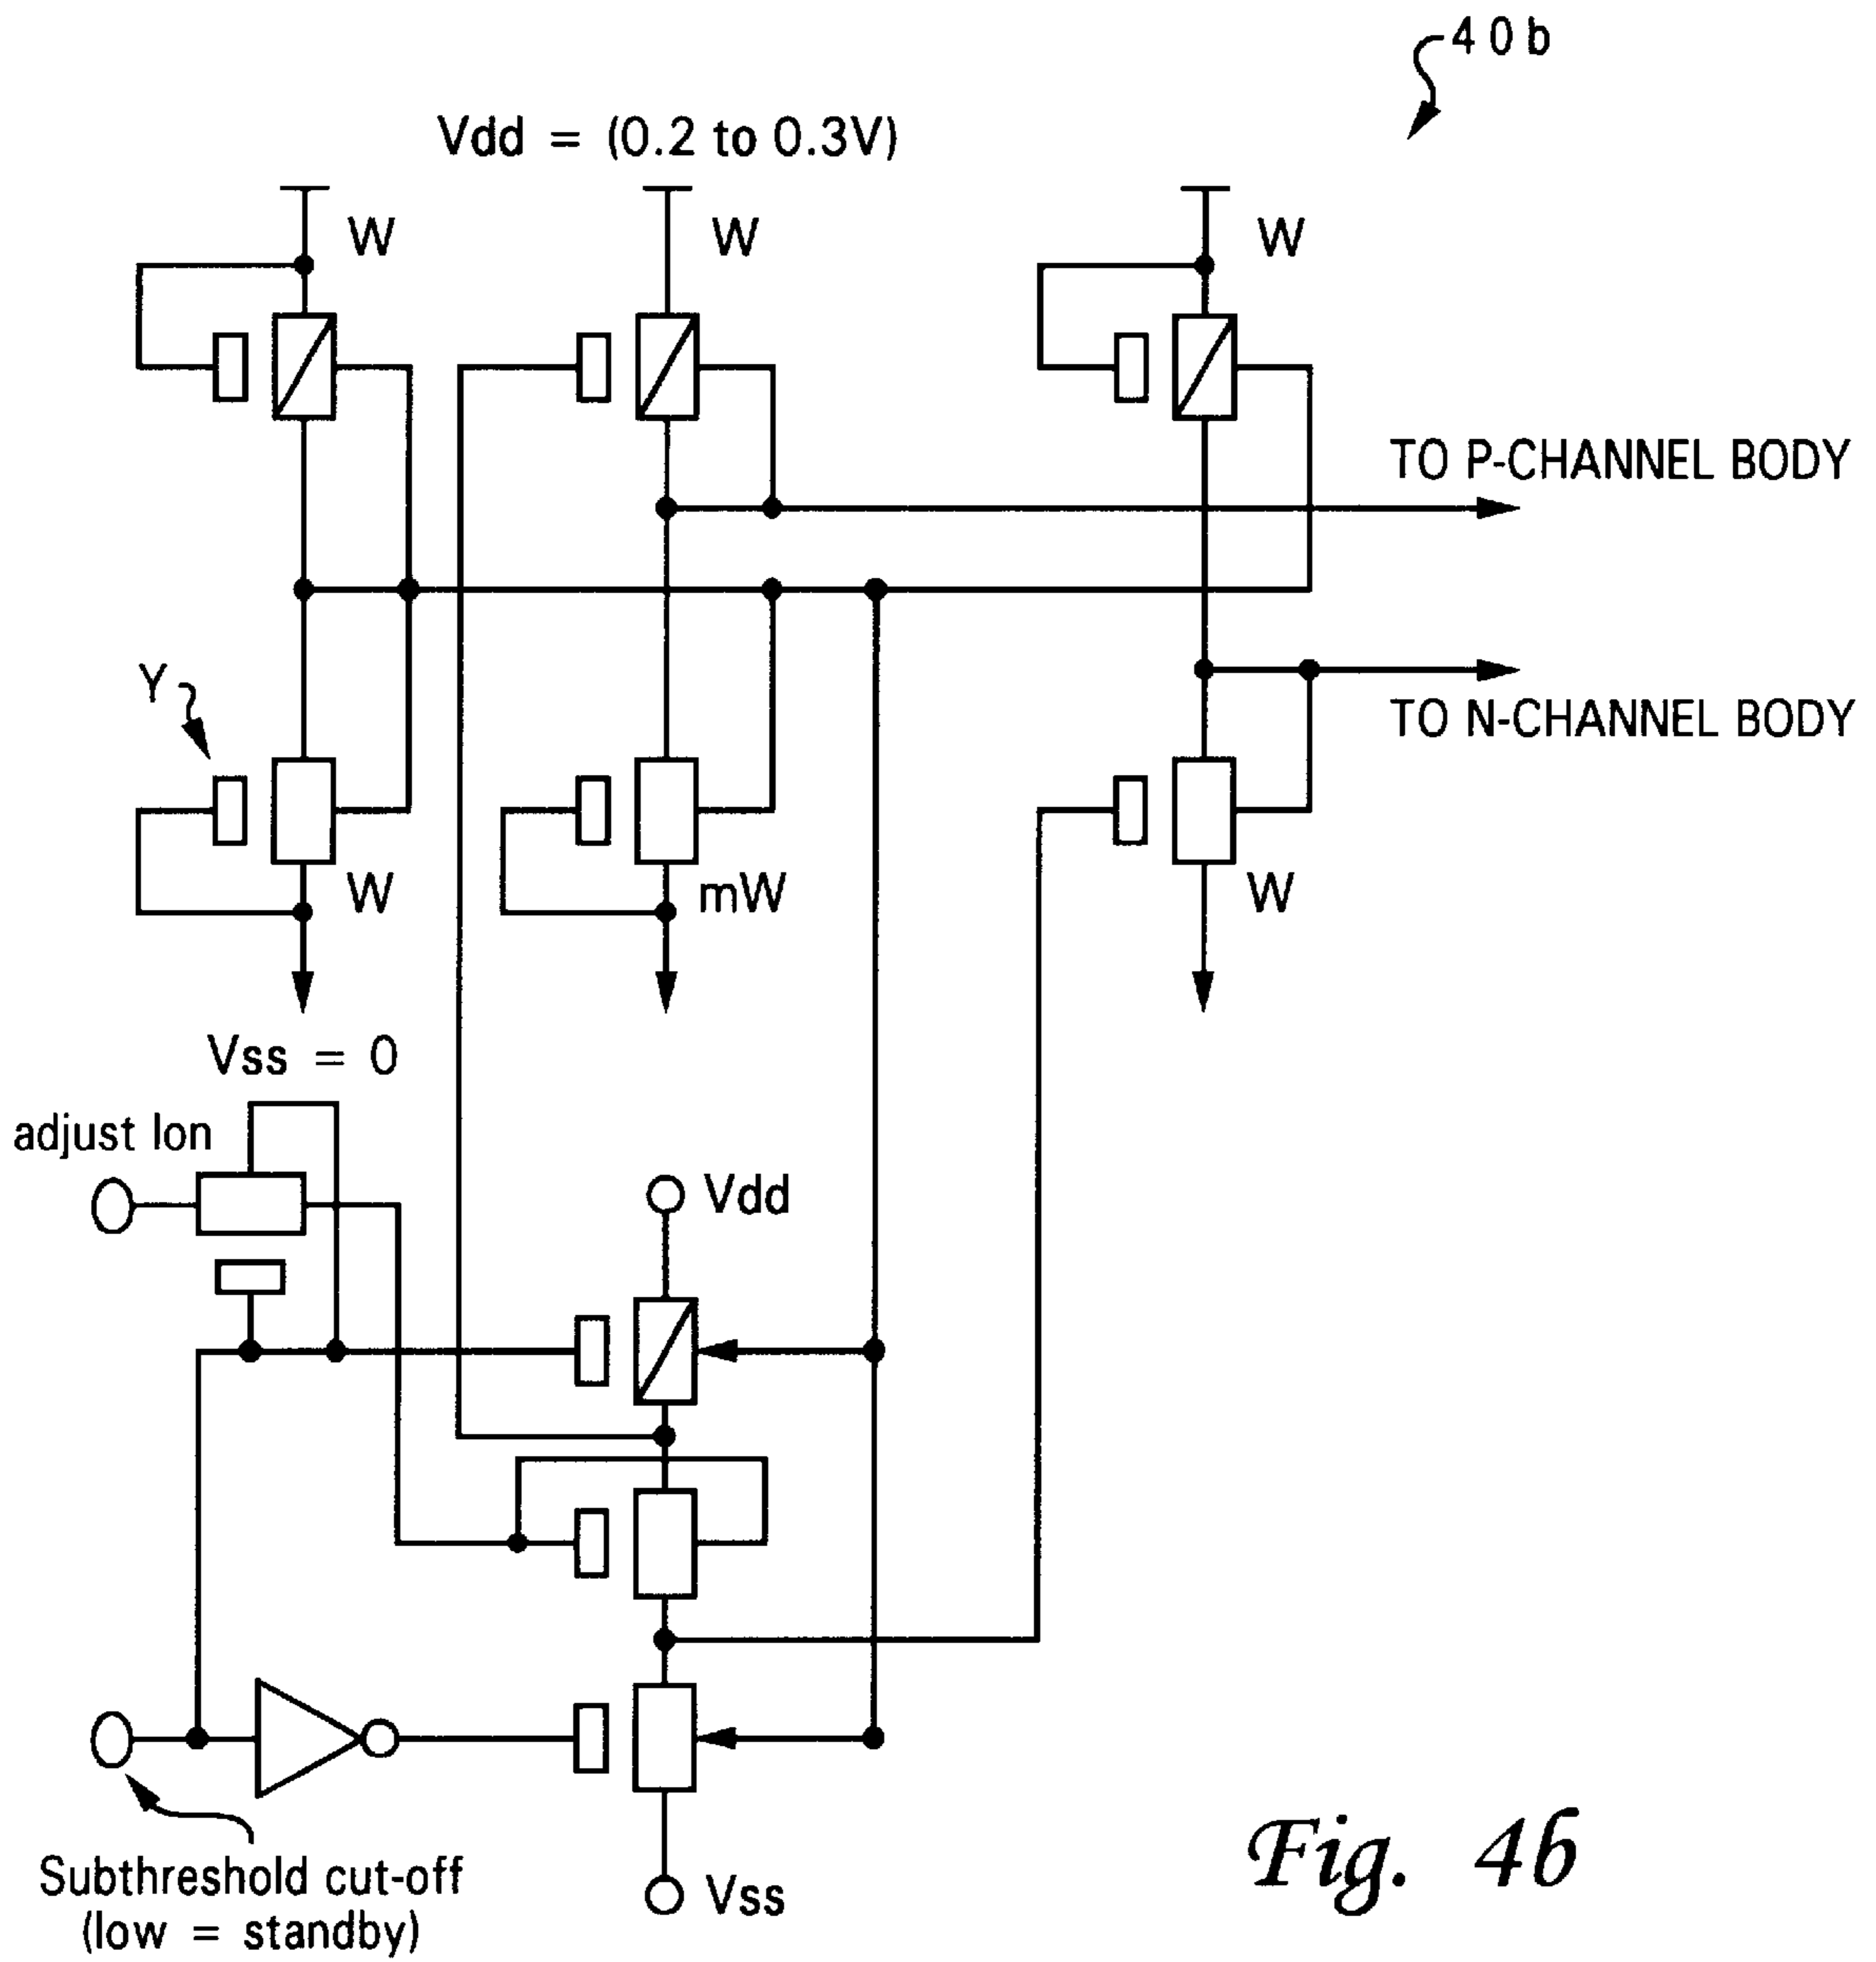 40b
Vdd = (0.2 to 0.3V)
W
W
W
TO P-CHANNEL BODY
Y
TO N-CHANNEL BODY
W
mW
W
Vss = 0
adjust Ion
Vdd
Subthreshold cut-off
(low = standby)
Vss
Fig. 4b